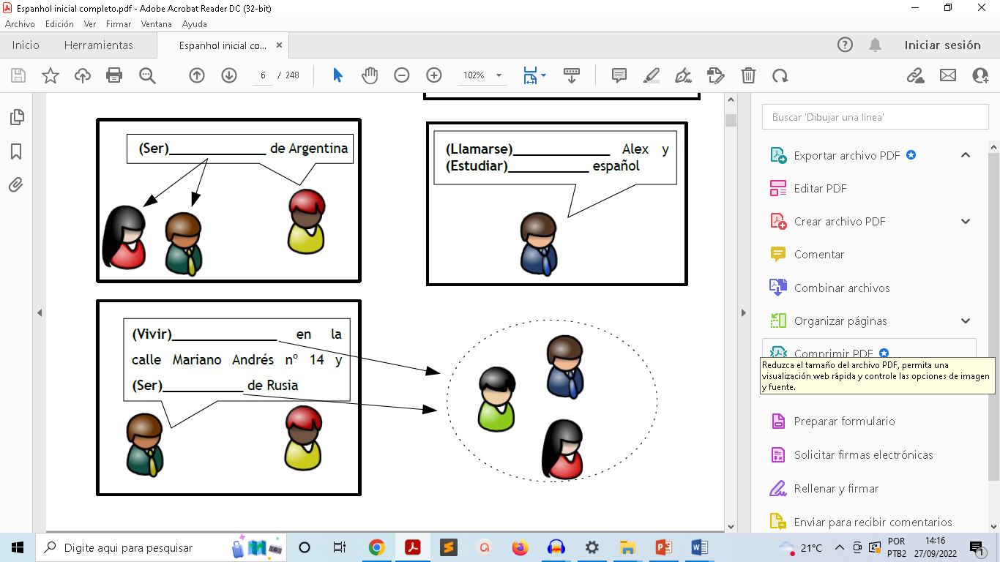 Espanhol inicial completo.pdf - Adobe Acrobat Reader DC (32-bit)
Archivo Edición Ver Firmar Ventana Ayuda
Inicio Herramientas Espanhol inicial co... × Iniciar sesión
6 / 248 102%
(Ser)_____________ de Argentina
(Llamarse)_____________ Alex y
(Estudiar)___________ español
(Vivir)______________ en la
calle Mariano Andrés nº 14 y
(Ser)___________de Rusia
Buscar 'Dibujar una línea'
Exportar archivo PDF
Editar PDF
Crear archivo PDF
Comentar
Combinar archivos
Organizar páginas
Comprimir PDF
Reduzca el tamaño del archivo PDF, permita una
visualización web rápida y controle las opciones de imagen
y fuente.
Preparar formulario
Solicitar firmas electrónicas
Rellenar y firmar
Enviar para recibir comentarios
Digite aqui para pesquisar
21°C
POR
PTB2
14:16
27/09/2022
1